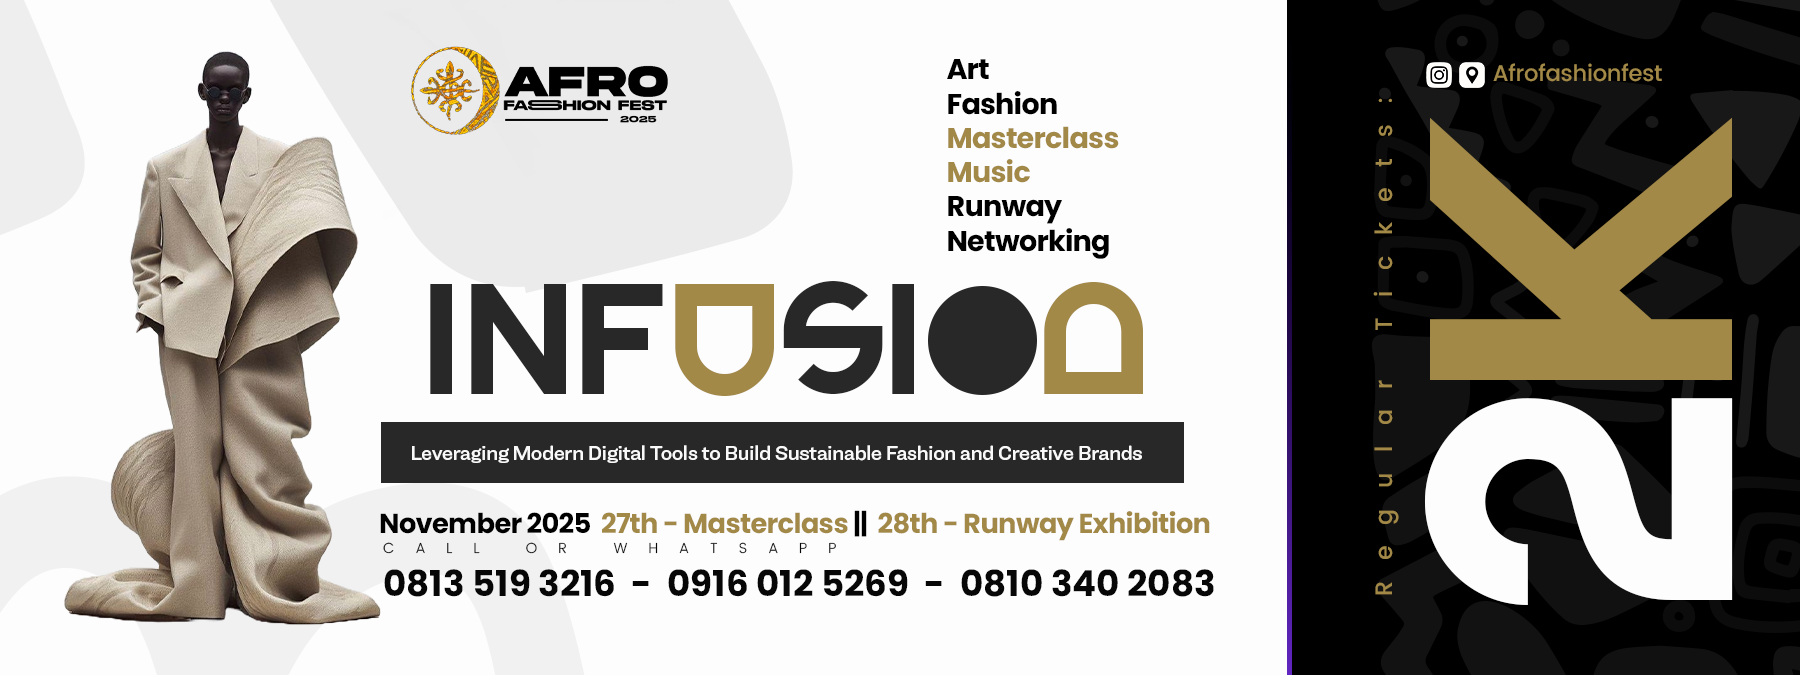 AFRO
FASHION FEST
2025
Art
Fashion
Masterclass
Music
Runway
Networking
INFUSION
Leveraging Modern Digital Tools to Build Sustainable Fashion and Creative Brands
November 2025 27th - Masterclass || 28th - Runway Exhibition
CALL OR WHATSAPP
0813 519 3216 - 0916 012 5269 - 0810 340 2083
Afrofashionfest
Regular Tickets:
2K